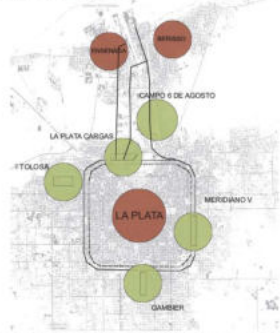 ENSENADA
BERISSO
CAMPO 6 DE AGOSTO
LA PLATA CARGAS
TOLOSA
MERIDIANO V
LA PLATA
GAMBIER